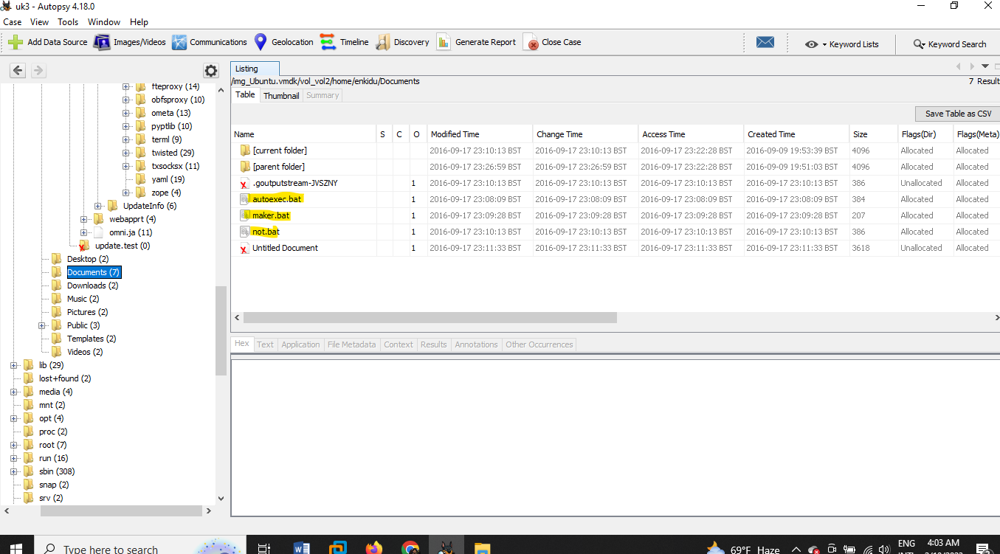 uk3 - Autopsy 4.18.0
Case View Tools Window Help
Add Data Source Images/Videos Communications Geolocation Timeline Discovery Generate Report Close Case Keyword Lists Keyword Search
Listing
/img_Ubuntu.vmdk/vol_vol2/home/enkidu/Documents
7 Result
Table Thumbnail Summary
Save Table as CSV
Name S C O Modified Time Change Time Access Time Created Time Size Flags(Dir) Flags(Meta)
[current folder] 2016-09-17 23:10:13 BST 2016-09-17 23:10:13 BST 2016-09-17 23:22:28 BST 2016-09-09 19:53:39 BST 4096 Allocated Allocated
[parent folder] 2016-09-17 23:26:59 BST 2016-09-17 23:26:59 BST 2016-09-17 23:22:28 BST 2016-09-09 19:51:03 BST 4096 Allocated Allocated
.goutputstream-JVSZNY 0 1 2016-09-17 23:10:13 BST 2016-09-17 23:10:13 BST 2016-09-17 23:10:13 BST 2016-09-17 23:10:13 BST 386 Unallocated Allocated
autoexec.bat 1 2016-09-17 23:08:09 BST 2016-09-17 23:08:09 BST 2016-09-17 23:08:09 BST 2016-09-17 23:08:09 BST 384 Allocated Allocated
maker.bat 1 2016-09-17 23:09:28 BST 2016-09-17 23:09:28 BST 2016-09-17 23:09:28 BST 2016-09-17 23:09:28 BST 207 Allocated Allocated
not.bat 1 2016-09-17 23:10:13 BST 2016-09-17 23:10:13 BST 2016-09-17 23:10:13 BST 2016-09-17 23:10:13 BST 386 Allocated Allocated
Untitled Document 1 2016-09-17 23:11:33 BST 2016-09-17 23:11:33 BST 2016-09-17 23:11:33 BST 2016-09-17 23:11:33 BST 3618 Unallocated Allocated
Hex Text Application File Metadata Context Results Annotations Other Occurrences
fteproxy (14)
obfsproxy (10)
ometa (13)
pyptlib (10)
terml (9)
twisted (29)
txsocksx (11)
yaml (19)
zope (4)
UpdateInfo (6)
webapprt (4)
omni.ja (11)
update.test (0)
Desktop (2)
Documents (7)
Downloads (2)
Music (2)
Pictures (2)
Public (3)
Templates (2)
Videos (2)
lib (29)
lost+found (2)
media (4)
mnt (2)
opt (4)
proc (2)
root (7)
run (16)
sbin (308)
snap (2)
srv (2)
Type here to search
69°F Haze
ENG
INTL
4:03 AM